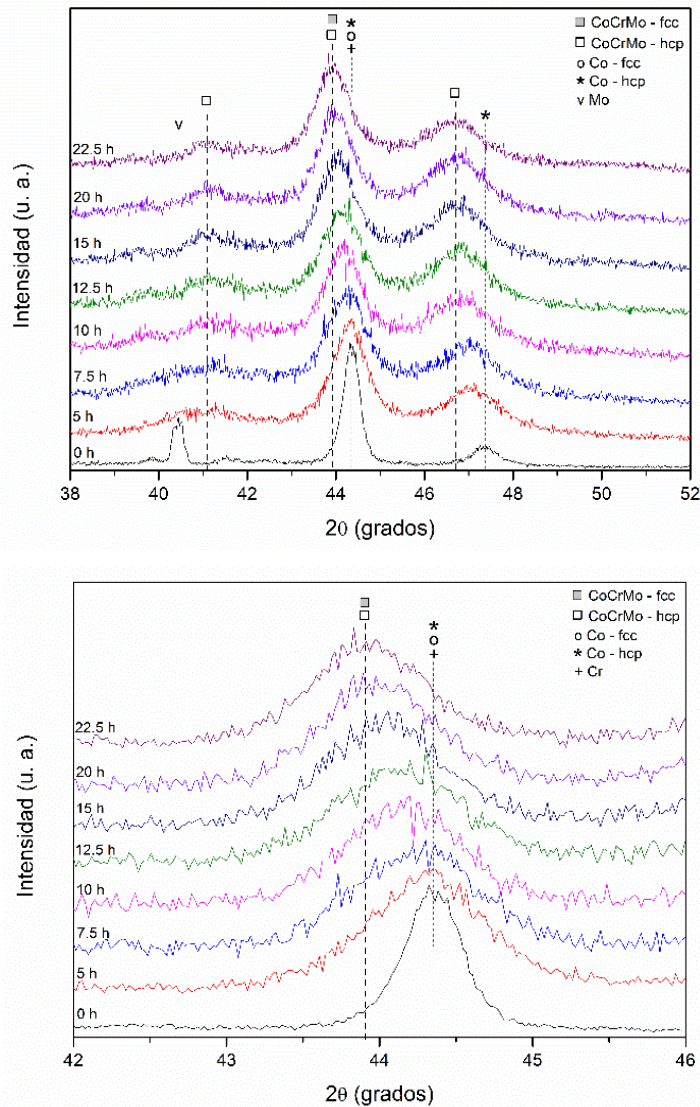 ■ CoCrMo - fcc
□ CoCrMo - hcp
o Co - fcc
* Co - hcp
v Mo
□
*
o
+
□
v
□
*
22.5 h
20 h
15 h
12.5 h
10 h
7.5 h
5 h
0 h
Intensidad (u. a.)
38 40 42 44 46 48 50 52
2θ (grados)
■ CoCrMo - fcc
□ CoCrMo - hcp
o Co - fcc
* Co - hcp
+ Cr
■
□
*
o
+
22.5 h
20 h
15 h
12.5 h
10 h
7.5 h
5 h
0 h
Intensidad (u. a.)
42 43 44 45 46
2θ (grados)